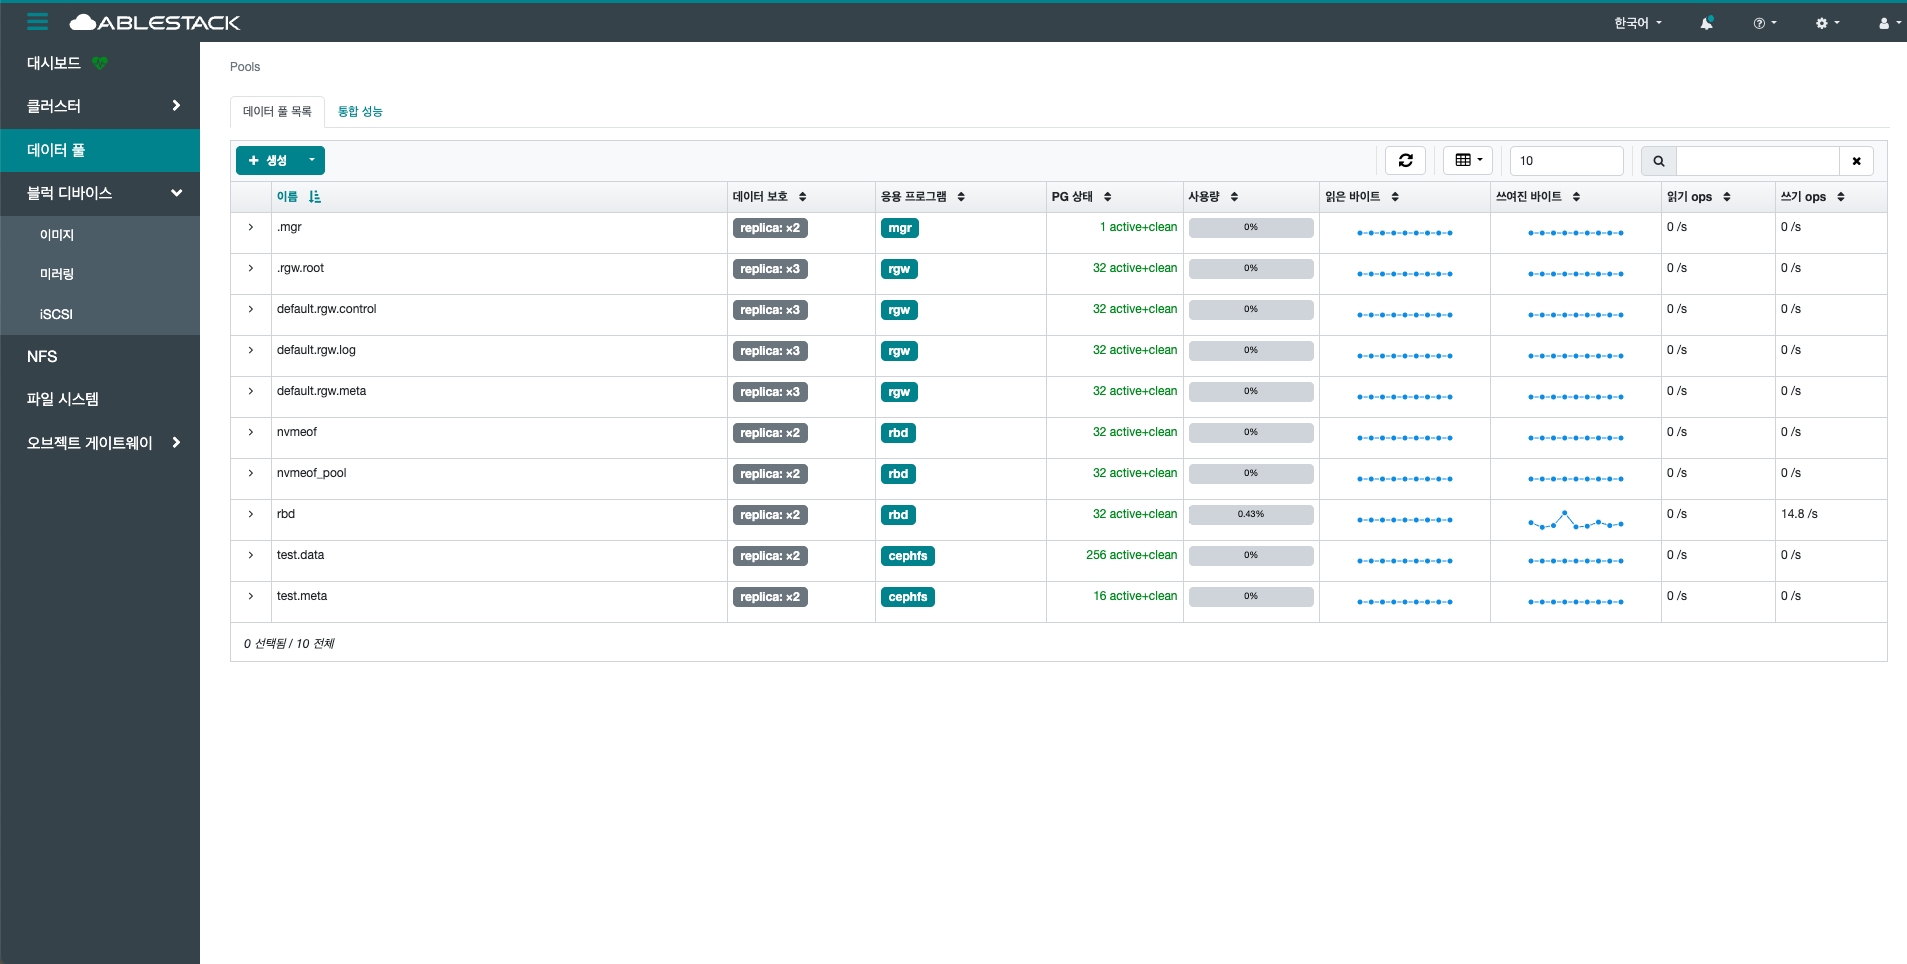 ABLESTACK
한국어
대시보드
클러스터
데이터 풀
블럭 디바이스
이미지
미러링
iSCSI
NFS
파일 시스템
오브젝트 게이트웨이
Pools
데이터 풀 목록 통합 성능
생성 10
이름 데이터 보호 응용 프로그램 PG 상태 사용량 읽은 바이트 쓰여진 바이트 읽기 ops 쓰기 ops
.mgr replica: ×2 mgr 1 active+clean 0% 0 /s 0 /s
.rgw.root replica: ×3 rgw 32 active+clean 0% 0 /s 0 /s
default.rgw.control replica: ×3 rgw 32 active+clean 0% 0 /s 0 /s
default.rgw.log replica: ×3 rgw 32 active+clean 0% 0 /s 0 /s
default.rgw.meta replica: ×3 rgw 32 active+clean 0% 0 /s 0 /s
nvmeof replica: ×2 rbd 32 active+clean 0% 0 /s 0 /s
nvmeof_pool replica: ×2 rbd 32 active+clean 0% 0 /s 0 /s
rbd replica: ×2 rbd 32 active+clean 0.43% 0 /s 14.8 /s
test.data replica: ×2 cephfs 256 active+clean 0% 0 /s 0 /s
test.meta replica: ×2 cephfs 16 active+clean 0% 0 /s 0 /s
0 선택됨 / 10 전체